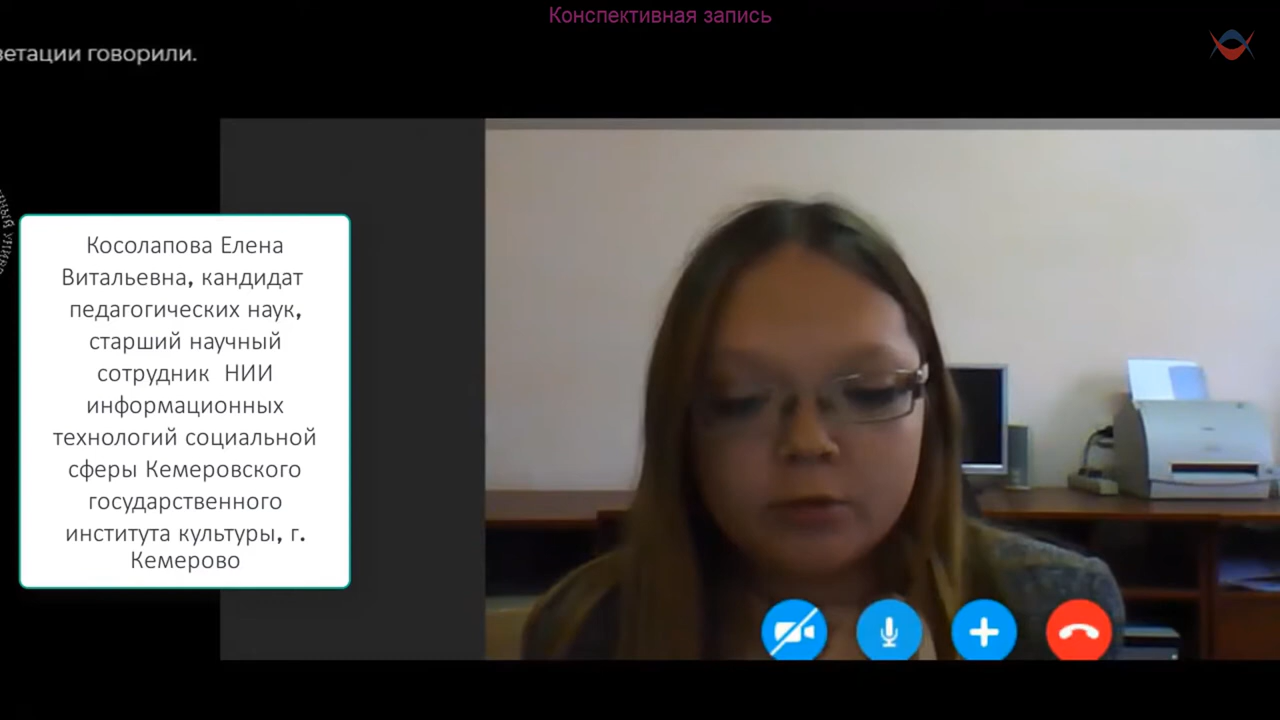 Конспективная запись
ветации говорили.
Косолапова Елена
Витальевна, кандидат
педагогических наук,
старший научный
сотрудник НИИ
информационных
технологий социальной
сферы Кемеровского
государственного
института культуры, г.
Кемерово